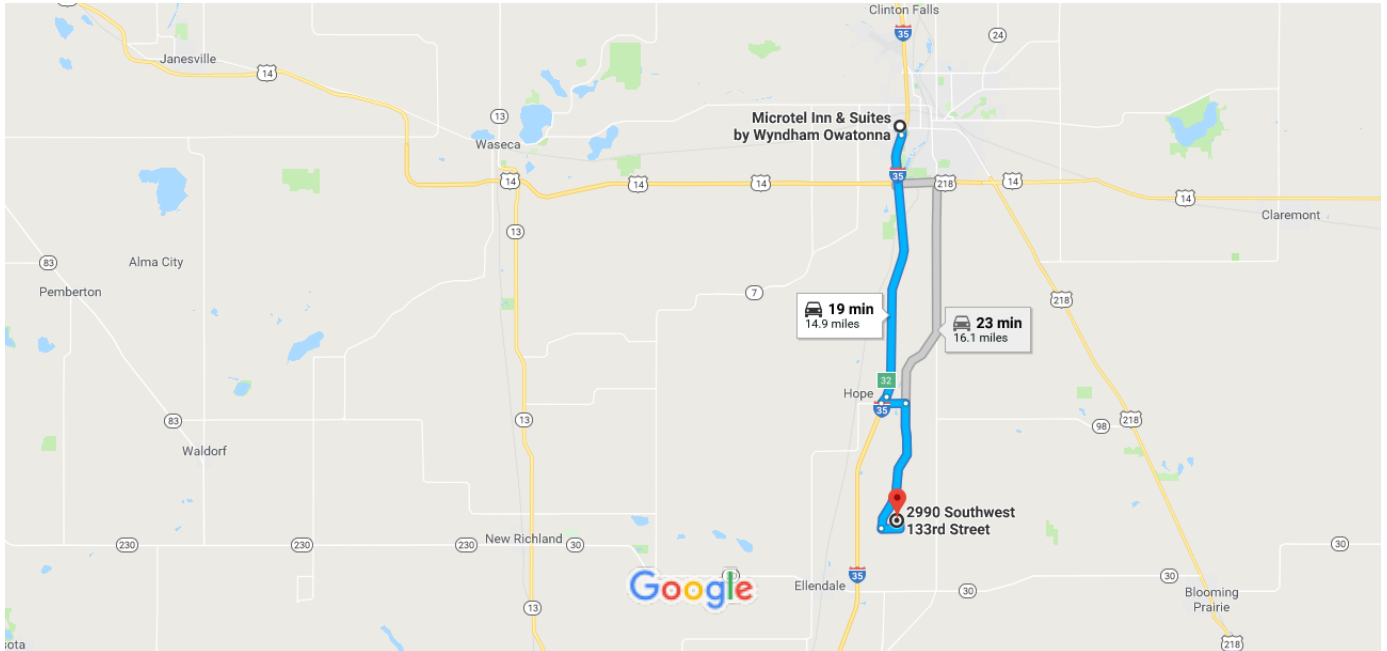 Clinton Falls
35
24
Janesville
14
13
Microtel Inn & Suites
by Wyndham Owatonna
Waseca
35
14
14
14
218
14
14
Claremont
13
83
Alma City
Pemberton
7
218
19 min
14.9 miles
23 min
16.1 miles
32
Hope
35
83
13
98
218
Waldorf
2990 Southwest
133rd Street
230
230
230
New Richland
30
30
35
Ellendale
30
30
Google
Blooming
Prairie
13
218
sota